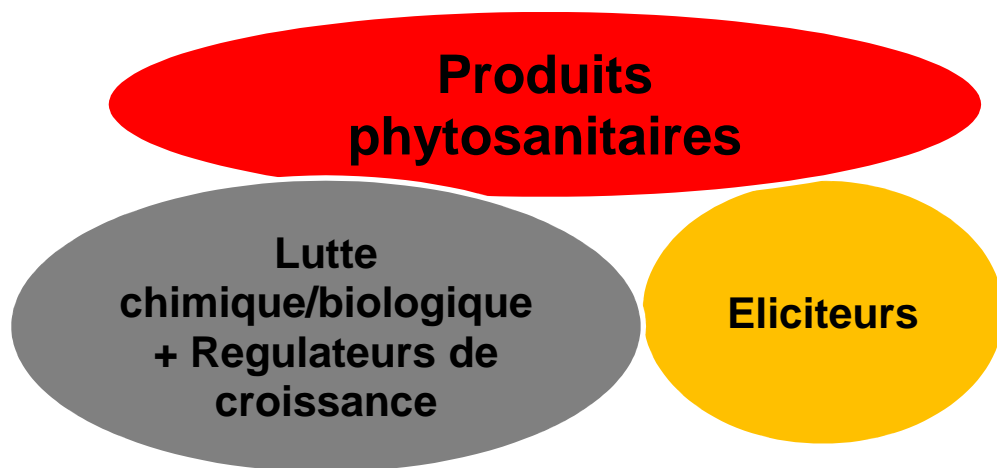 Produits
phytosanitaires
Lutte
chimique/biologique
+ Regulateurs de
croissance
Eliciteurs